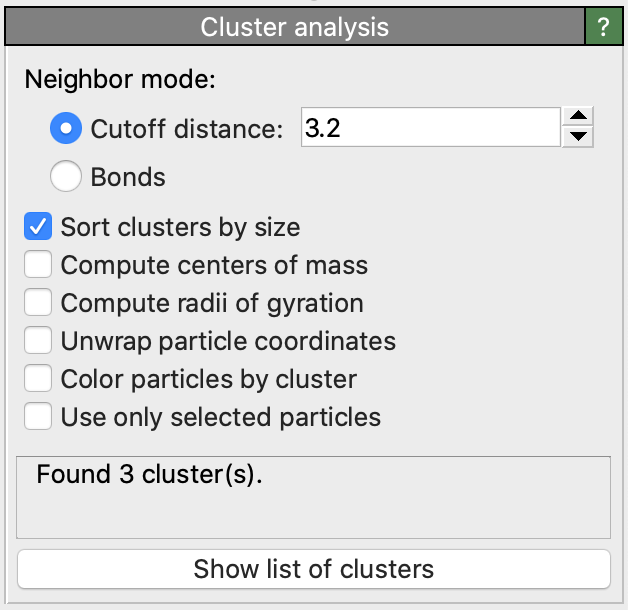 Cluster analysis ?
Neighbor mode:
Cutoff distance: 3.2
Bonds
Sort clusters by size
Compute centers of mass
Compute radii of gyration
Unwrap particle coordinates
Color particles by cluster
Use only selected particles
Found 3 cluster(s).
Show list of clusters